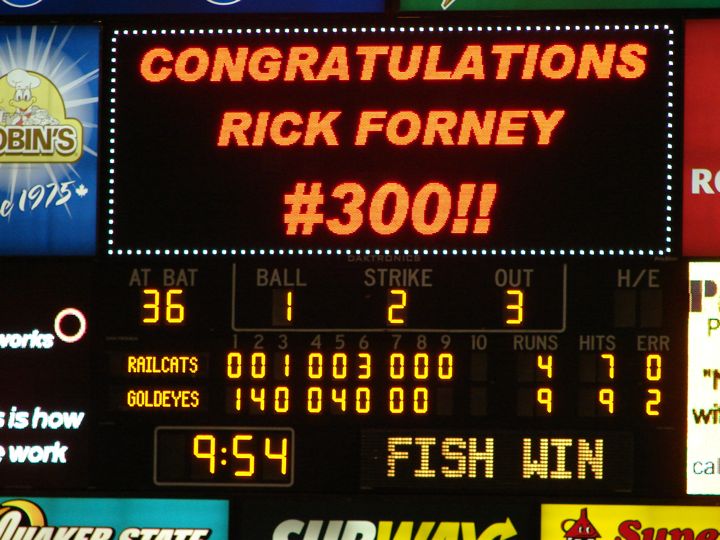 CONGRATULATIONS
RICK FORNEY
#300!!
OBIN'S
1975
DAKTRONICS
AT BAT BALL STRIKE OUT H/E
36 1 2 3
1 2 3 4 5 6 7 8 9 10 RUNS HITS ERR
RAILCATS 0 0 1 0 0 3 0 0 0 4 7 0
GOLDEYES 1 4 0 0 4 0 0 0 9 9 2
works
s is how
e work
9:54 FISH WIN
QUAKER STATE
SUBWAY